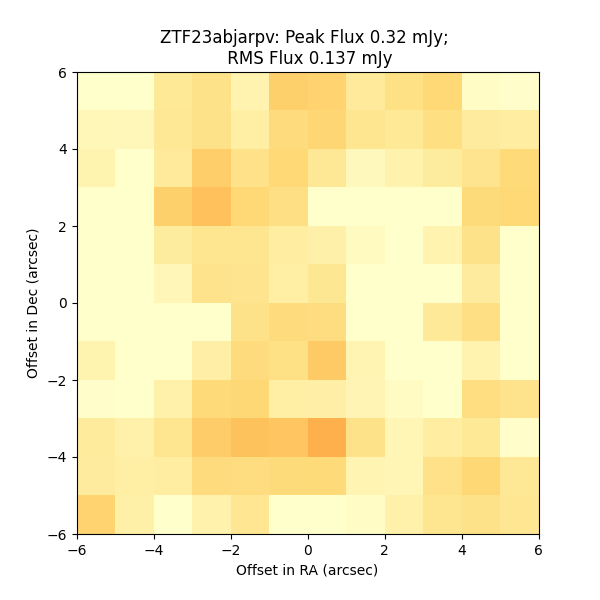 ZTF23abjarpv: Peak Flux 0.32 mJy;
RMS Flux 0.137 mJy
6
4
2
0
−2
−4
−6
Offset in Dec (arcsec)
−6 −4 −2 0 2 4 6
Offset in RA (arcsec)